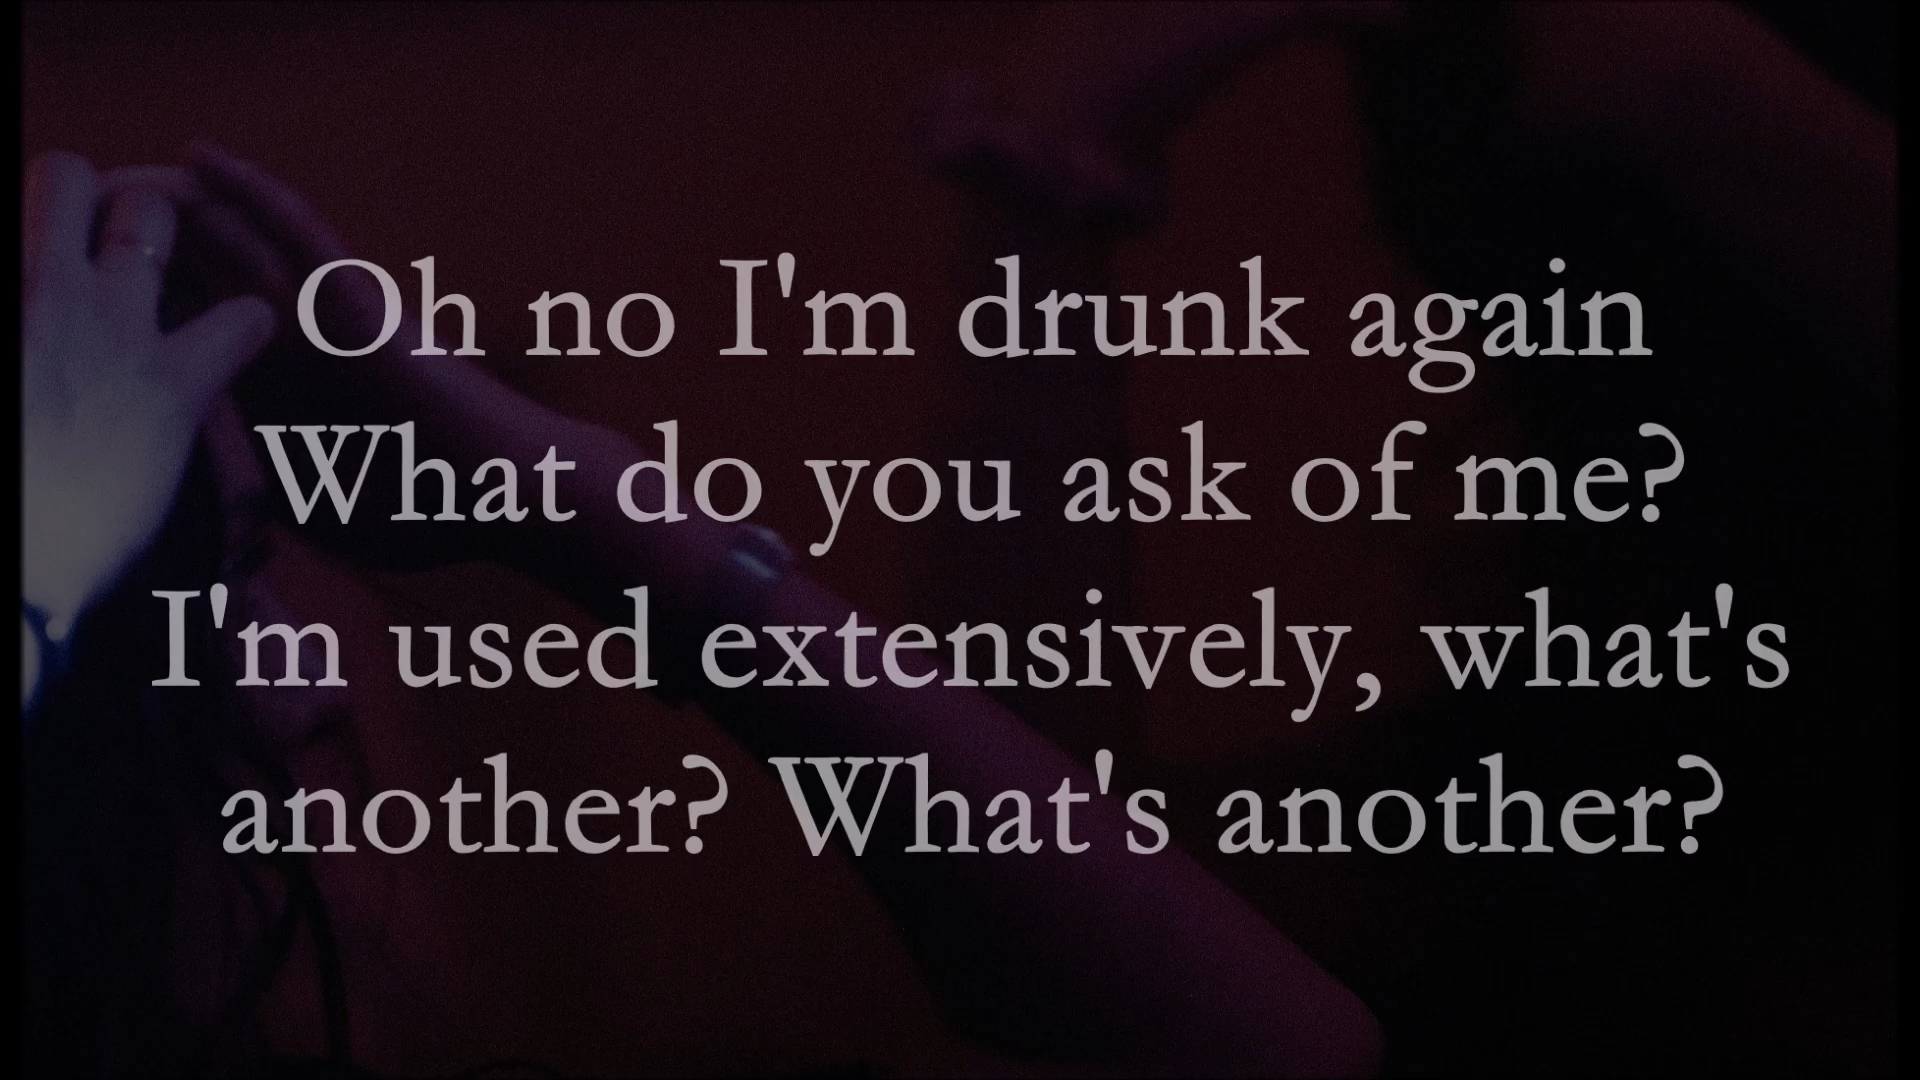 Oh no I'm drunk again
What do you ask of me?
I'm used extensively, what's
another? What's another?